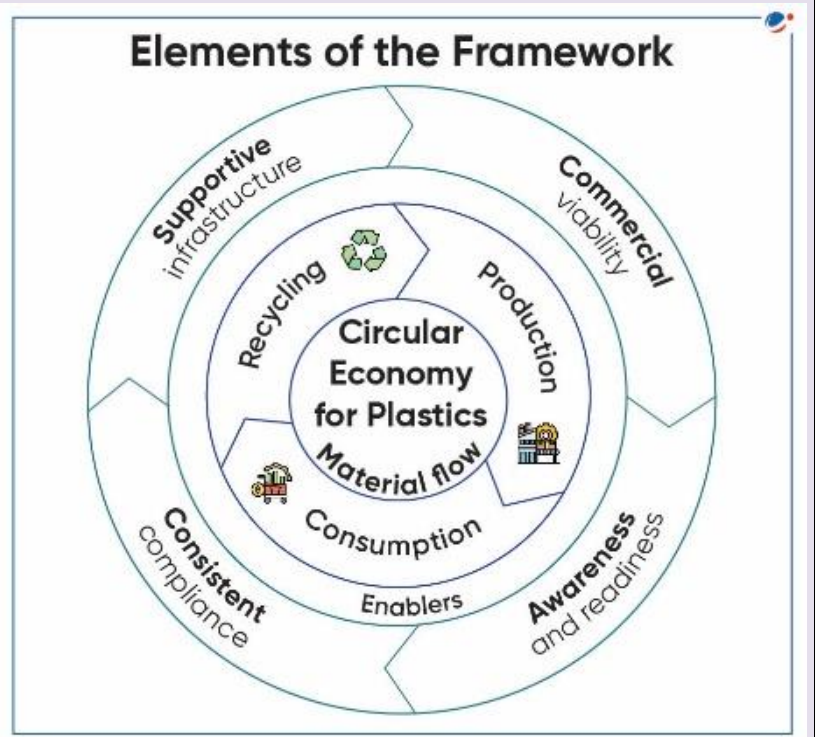 Elements of the Framework
Supportive
infrastructure
Commercial
viability
Recycling
Production
Circular
Economy
for Plastics
Material flow
Consumption
Enablers
Consistent
compliance
Awareness
and readiness